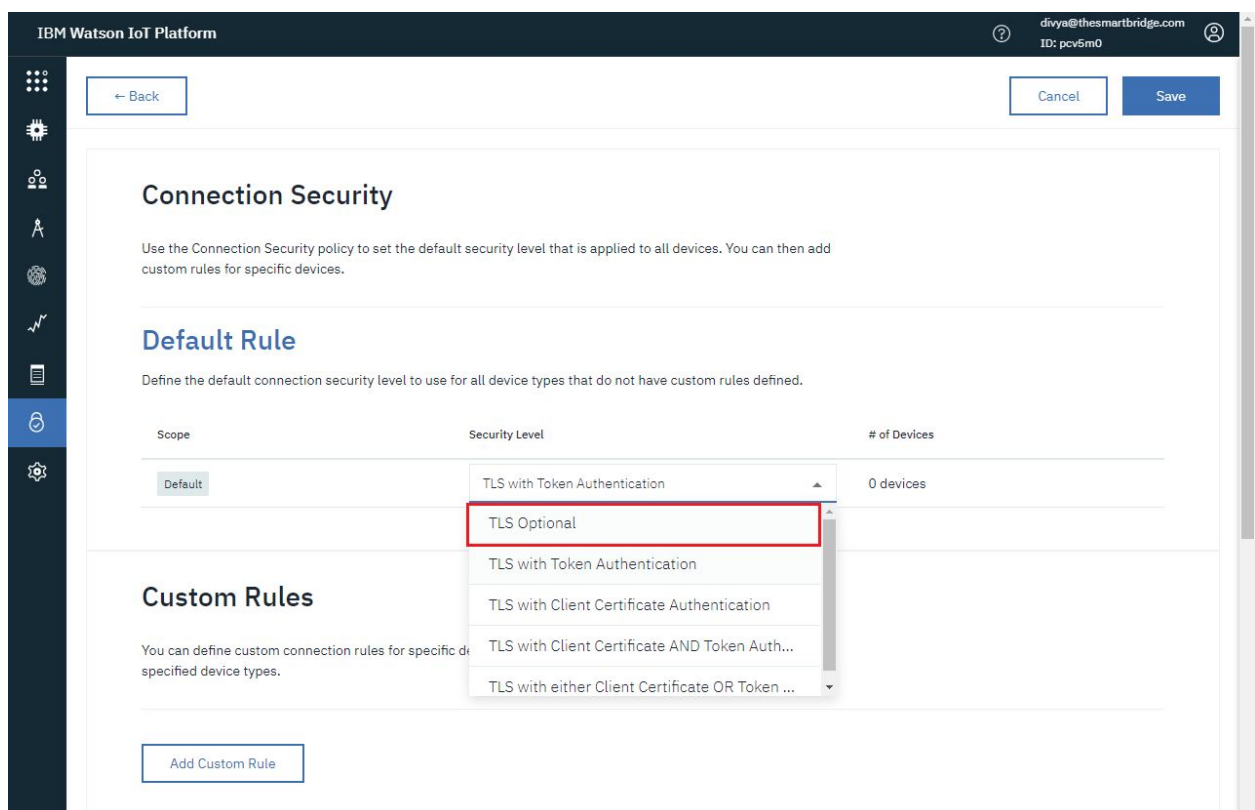 IBM Watson IoT Platform
divya@thesmartbridge.com
ID: pcv5m0
← Back
Cancel
Save
Connection Security
Use the Connection Security policy to set the default security level that is applied to all devices. You can then add
custom rules for specific devices.
Default Rule
Define the default connection security level to use for all device types that do not have custom rules defined.
Scope
Security Level
# of Devices
Default
TLS with Token Authentication
0 devices
TLS Optional
TLS with Token Authentication
TLS with Client Certificate Authentication
TLS with Client Certificate AND Token Auth...
TLS with either Client Certificate OR Token ...
Custom Rules
You can define custom connection rules for specific
specified device types.
Add Custom Rule